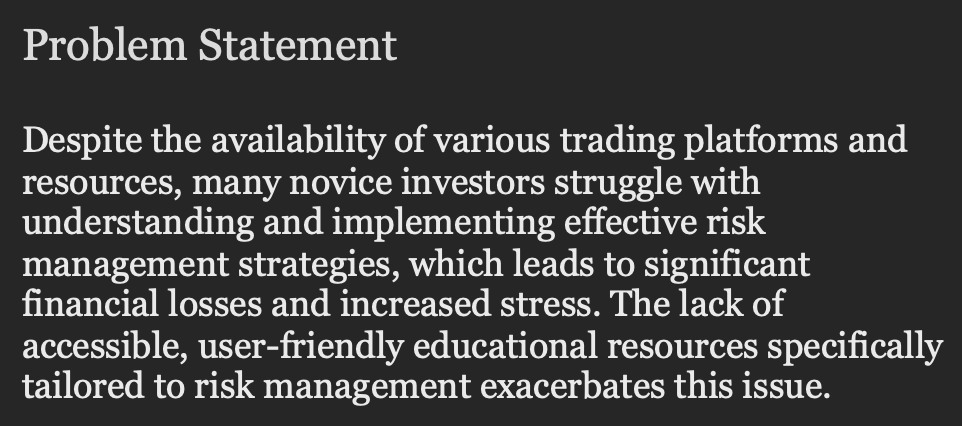 Problem Statement
Despite the availability of various trading platforms and
resources, many novice investors struggle with
understanding and implementing effective risk
management strategies, which leads to significant
financial losses and increased stress. The lack of
accessible, user-friendly educational resources specifically
tailored to risk management exacerbates this issue.